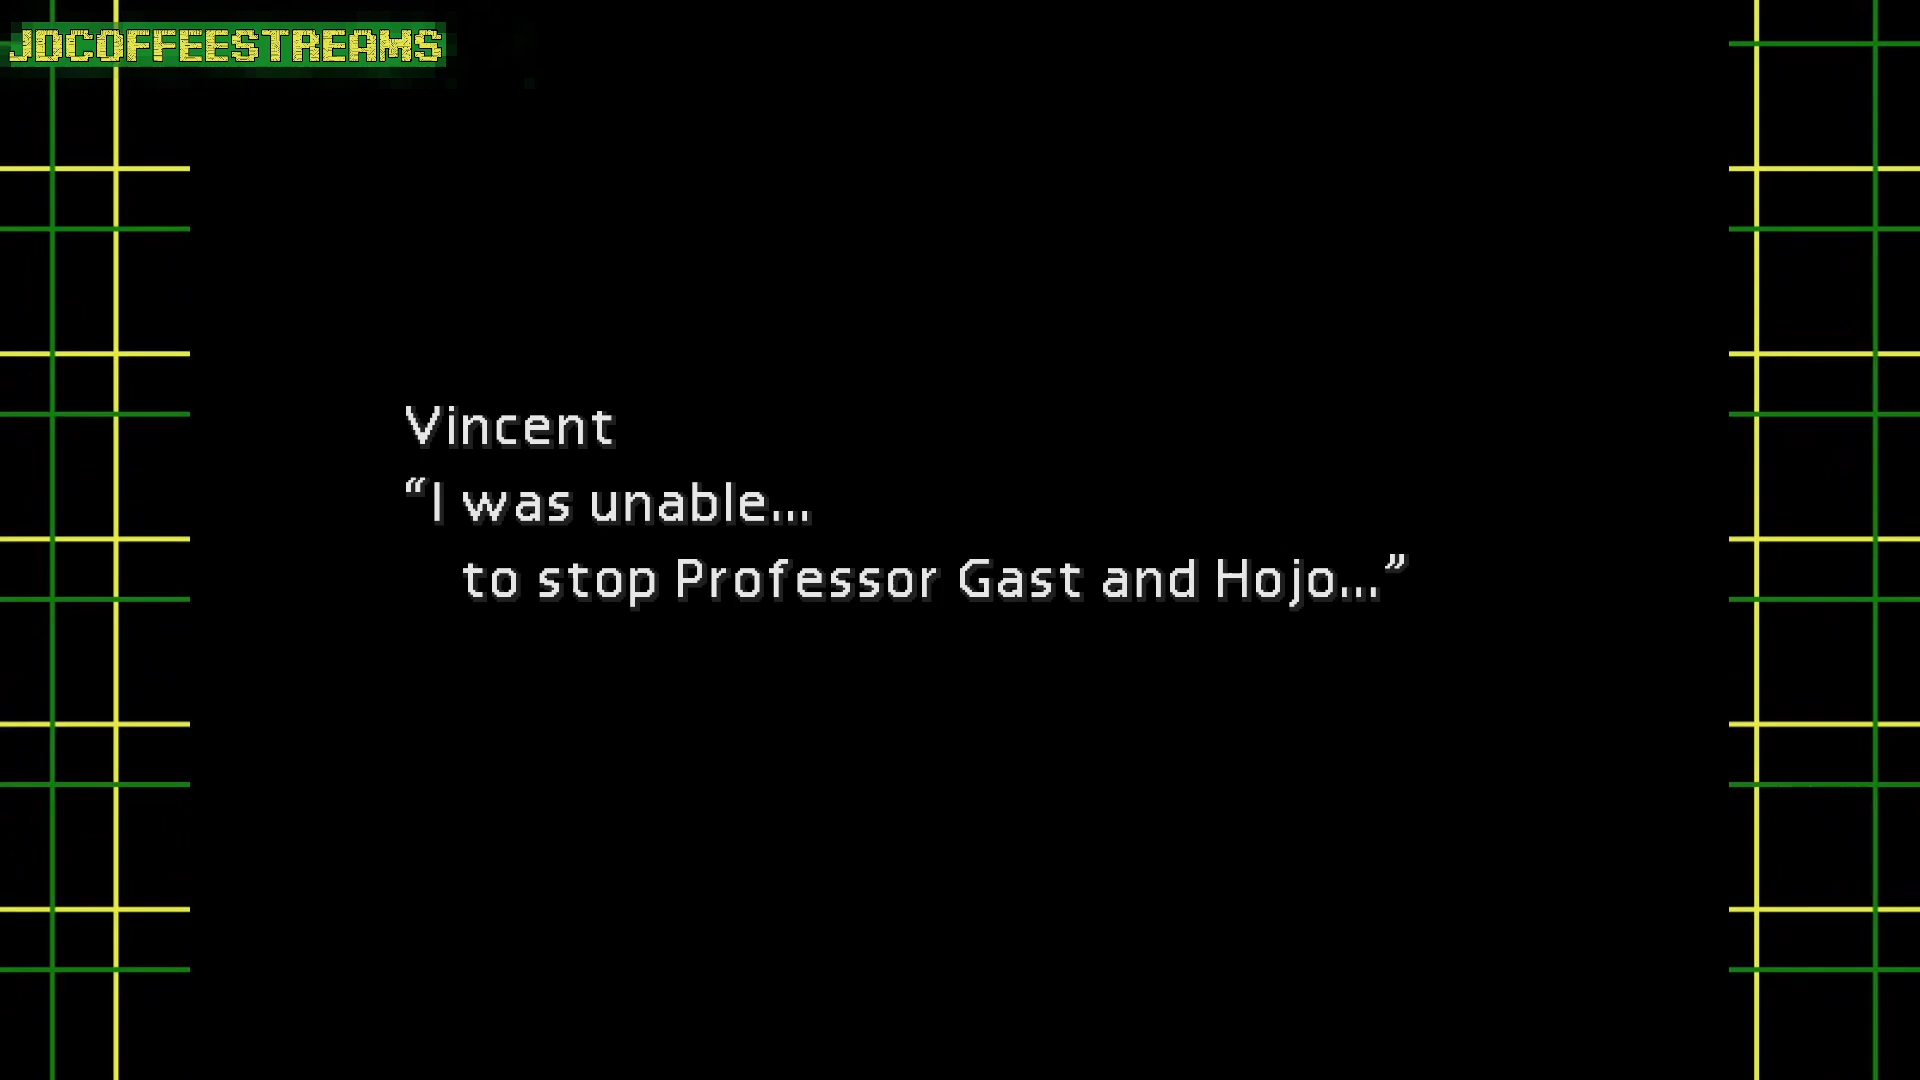 JDCOFFEESTREAMS
Vincent
“I was unable...
to stop Professor Gast and Hojo...”